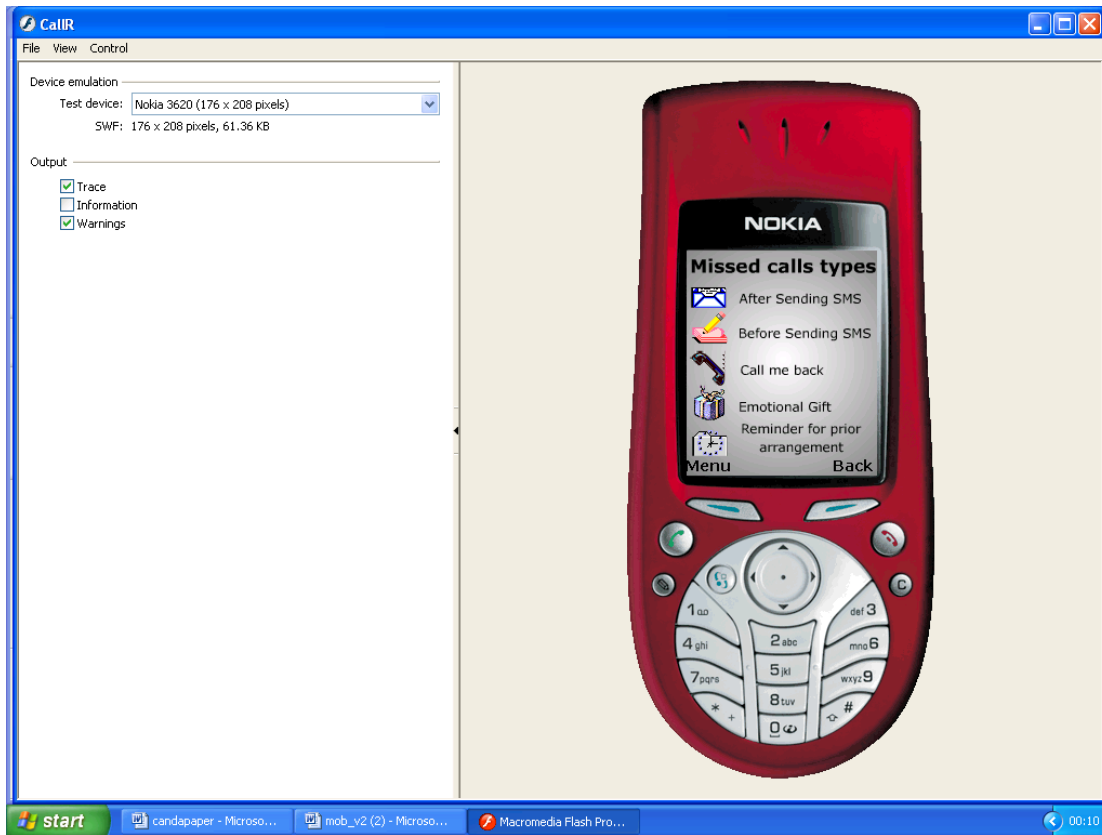 CallR
File View Control
Device emulation
Test device: Nokia 3620 (176 x 208 pixels)
SWF: 176 x 208 pixels, 61.36 KB
Output
Trace
Information
Warnings
NOKIA
Missed calls types
After Sending SMS
Before Sending SMS
Call me back
Emotional Gift
Reminder for prior
arrangement
Menu Back
C
1 def 3
2 abc
4 ghi mno 6
5 jkl
7 pqrs wxyz 9
8 tuv
* + #
0
start candapaper - Microso... mob_v2 (2) - Microso... Macromedia Flash Pro... 00:10